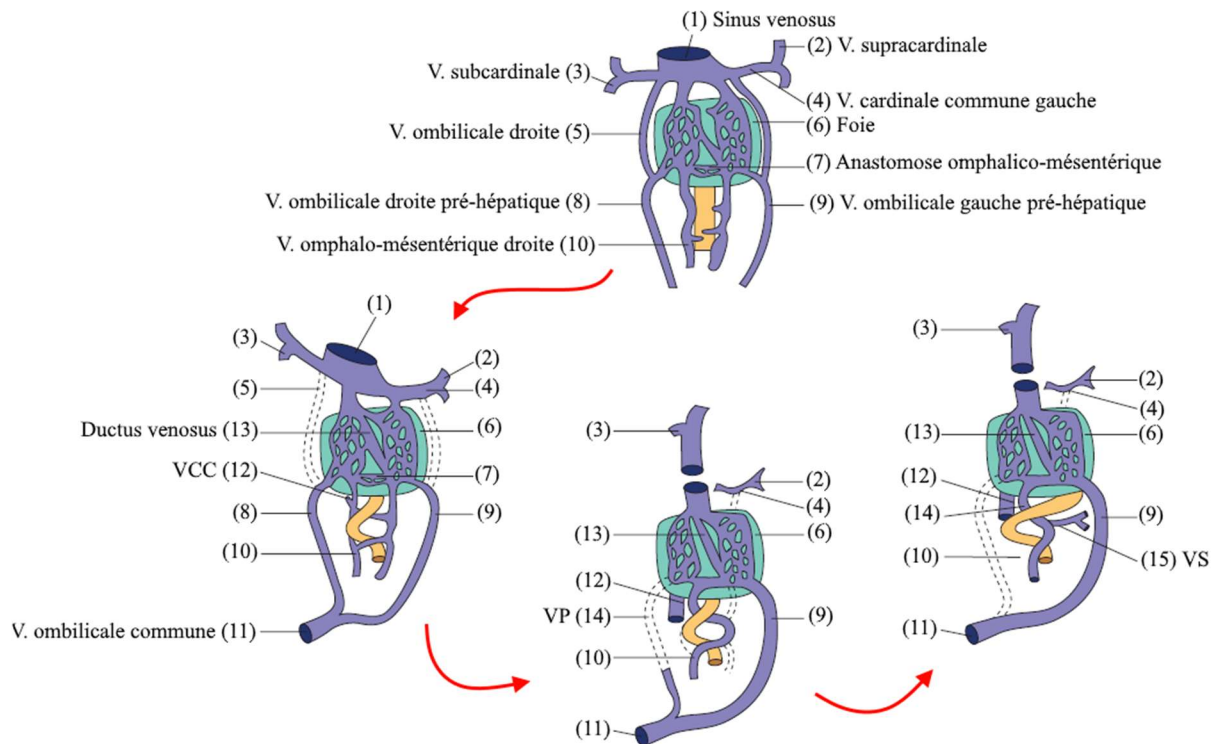 (1) Sinus venosus
(2) V. supracardinale
V. subcardinale (3)
(4) V. cardinale commune gauche
V. ombilicale droite (5)
(6) Foie
(7) Anastomose omphalico-mésentérique
V. ombilicale droite pré-hépatique (8)
(9) V. ombilicale gauche pré-hépatique
V. omphalo-mésentérique droite (10)
(1)
(3)
(2)
(5)
(4)
Ductus venosus (13)
(6)
VCC (12)
(7)
(8)
(9)
(10)
V. ombilicale commune (11)
(3)
(2)
(4)
(13)
(6)
(12)
VP (14)
(9)
(10)
(11)
(3)
(2)
(4)
(13)
(6)
(12)
(14)
(9)
(10)
(15) VS
(11)